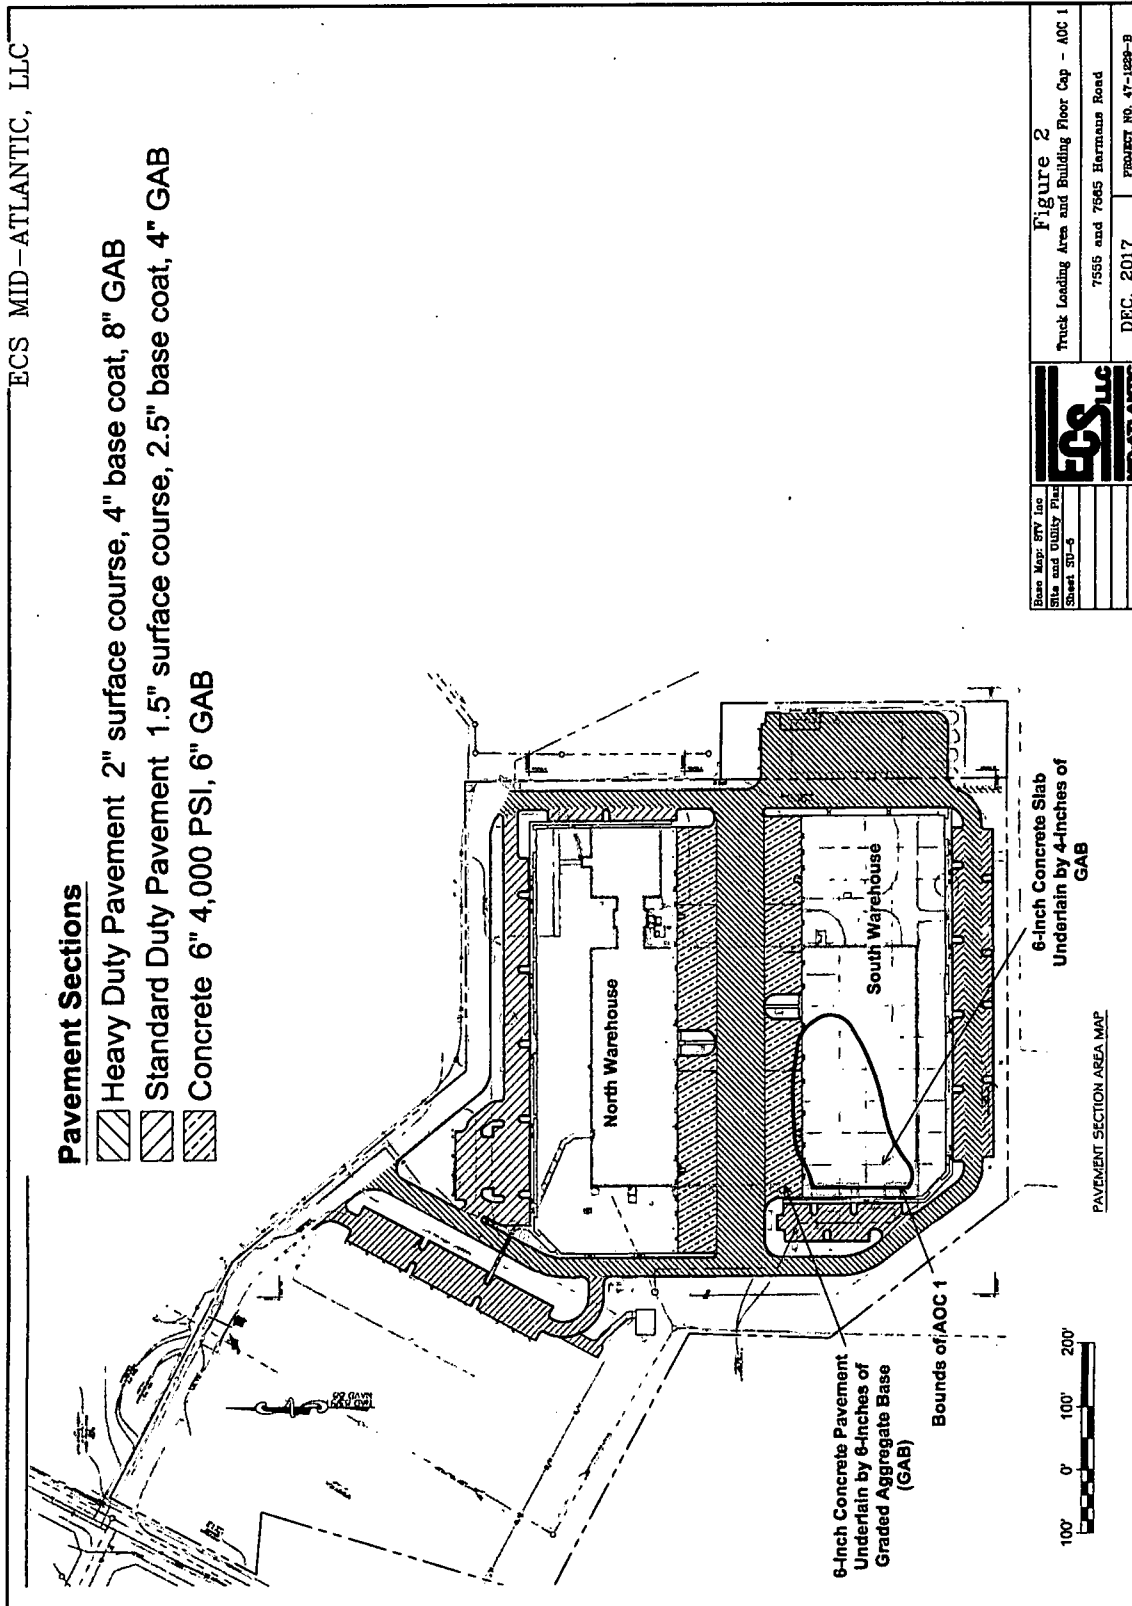 ECS MID-ATLANTIC, LLC
Pavement Sections
Heavy Duty Pavement 2" surface course, 4" base coat, 8" GAB
Standard Duty Pavement 1.5" surface course, 2.5" base coat, 4" GAB
Concrete 6" 4,000 PSI, 6" GAB
North Warehouse
South Warehouse
6-Inch Concrete Pavement
Underlain by 6-Inches of
Graded Aggregate Base
(GAB)
Bounds of AOC 1
6-Inch Concrete Slab
Underlain by 4-Inches of
GAB
PAVEMENT SECTION AREA MAP
100' 0' 100' 200'
Base Map: STV Inc
Site and Utility Plan
Sheet SU-5
ECS LLC
MID-ATLANTIC
Figure 2
Truck Loading Area and Building Floor Cap - AOC 1
7555 and 7565 Harmans Road
DEC. 2017
PROJECT NO. 47-1229-B